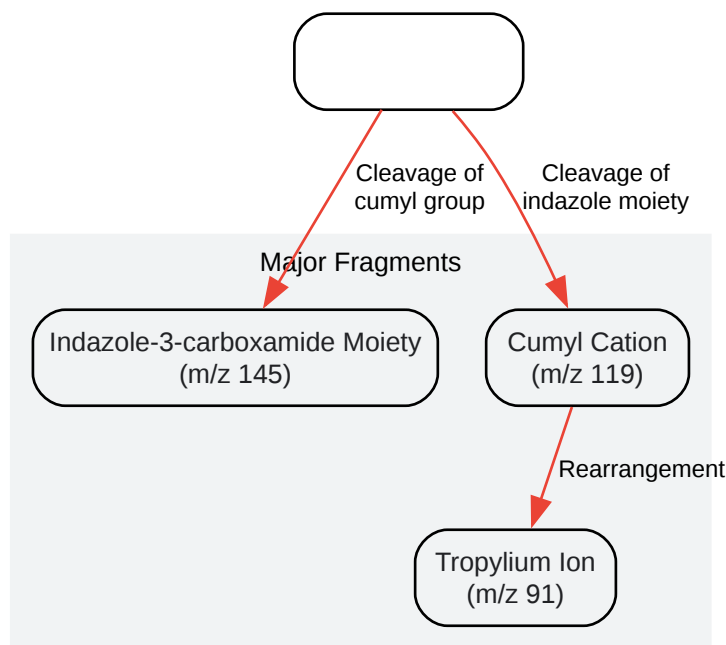 Cleavage of
cumyl group
Cleavage of
indazole moiety
Major Fragments
Indazole-3-carboxamide Moiety
(m/z 145)
Cumyl Cation
(m/z 119)
Rearrangement
Tropylium Ion
(m/z 91)